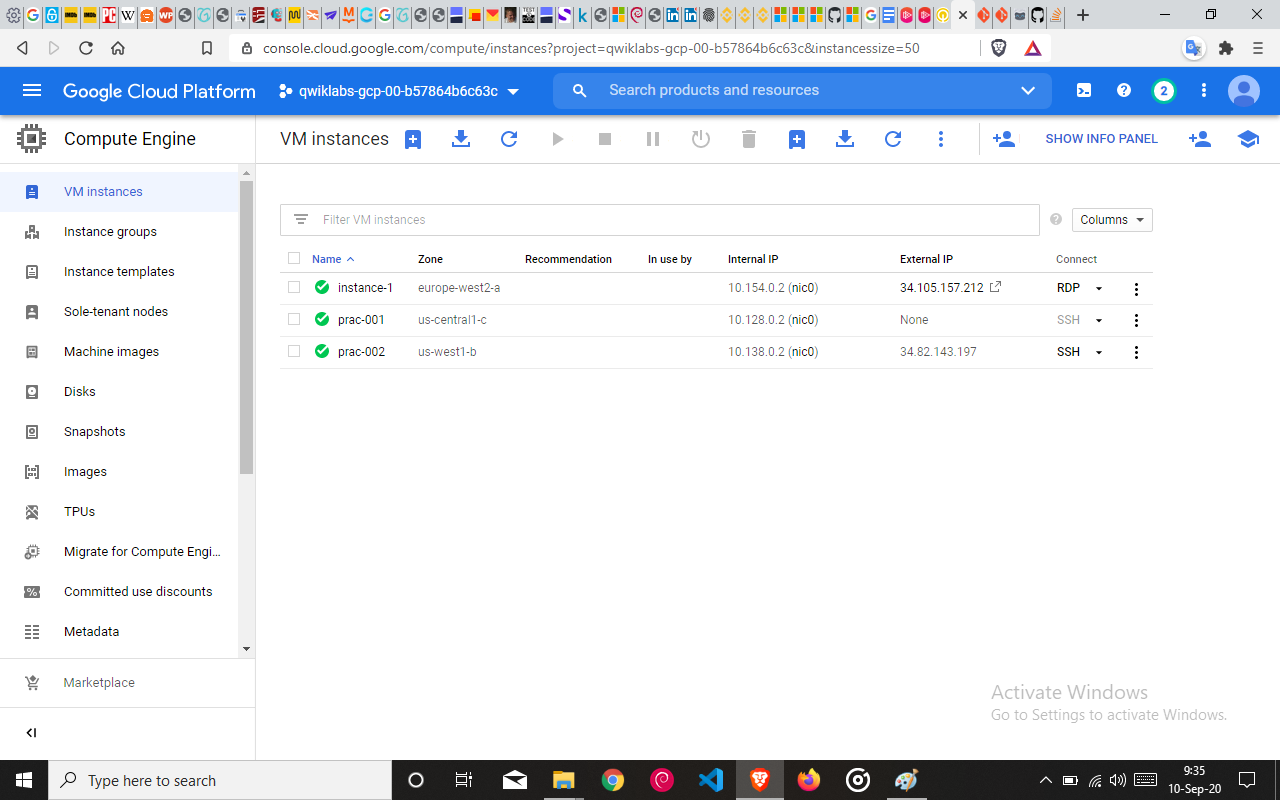 console.cloud.google.com/compute/instances?project=qwiklabs-gcp-00-b57864b6c63c&instancessize=50
Google Cloud Platform
qwiklabs-gcp-00-b57864b6c63c
Search products and resources
2
Compute Engine
VM instances
SHOW INFO PANEL
VM instances
Instance groups
Instance templates
Sole-tenant nodes
Machine images
Disks
Snapshots
Images
TPUs
Migrate for Compute Engi...
Committed use discounts
Metadata
Marketplace
Filter VM instances
Columns
Name Zone Recommendation In use by Internal IP External IP Connect
instance-1 europe-west2-a 10.154.0.2 (nic0) 34.105.157.212 RDP
prac-001 us-central1-c 10.128.0.2 (nic0) None SSH
prac-002 us-west1-b 10.138.0.2 (nic0) 34.82.143.197 SSH
Activate Windows
Go to Settings to activate Windows.
Type here to search
9:35
10-Sep-20